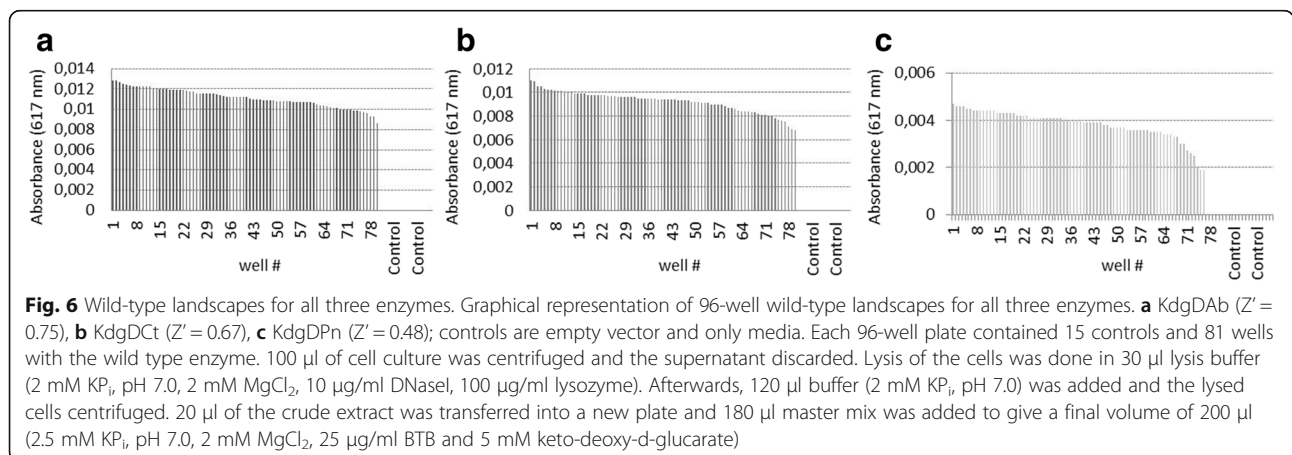 a
b
c
Absorbance (617 nm)
0,014
0,012
0,01
0,008
0,006
0,004
0,002
0
1
8
15
22
29
36
43
50
57
64
71
78
Control
Control
well #
Absorbance (617 nm)
0,012
0,01
0,008
0,006
0,004
0,002
0
1
8
15
22
29
36
43
50
57
64
71
78
Control
Control
well #
Absorbance (617 nm)
0,006
0,004
0,002
0
1
8
15
22
29
36
43
50
57
64
71
78
Control
Control
well #
Fig. 6 Wild-type landscapes for all three enzymes. Graphical representation of 96-well wild-type landscapes for all three enzymes. a KdgDAb (Z′ =
0.75), b KdgDCt (Z′ = 0.67), c KdgDPn (Z′ = 0.48); controls are empty vector and only media. Each 96-well plate contained 15 controls and 81 wells
with the wild type enzyme. 100 μl of cell culture was centrifuged and the supernatant discarded. Lysis of the cells was done in 30 μl lysis buffer
(2 mM KPi, pH 7.0, 2 mM MgCl2, 10 μg/ml DNaseI, 100 μg/ml lysozyme). Afterwards, 120 μl buffer (2 mM KPi, pH 7.0) was added and the lysed
cells centrifuged. 20 μl of the crude extract was transferred into a new plate and 180 μl master mix was added to give a final volume of 200 μl
(2.5 mM KPi, pH 7.0, 2 mM MgCl2, 25 μg/ml BTB and 5 mM keto-deoxy-d-glucarate)